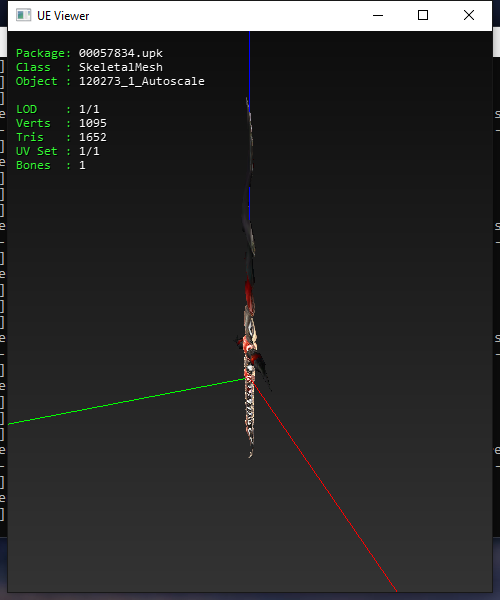 UE Viewer
Package: 00057834.upk
Class  : SkeletalMesh
Object : 120273_1_Autoscale
LOD    : 1/1
Verts  : 1095
Tris   : 1652
UV Set : 1/1
Bones  : 1